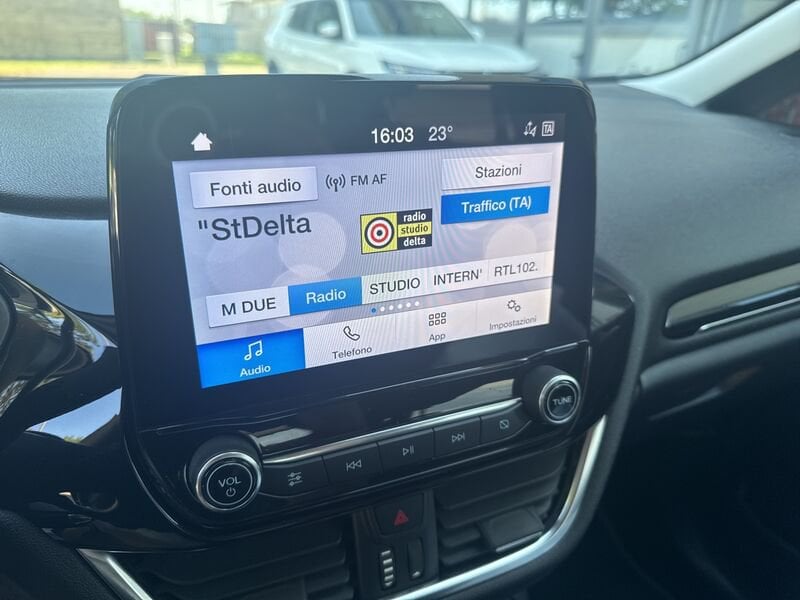 16:03 23°
TA
Fonti audio
FM AF
Stazioni
Traffico (TA)
"StDelta
radio
studio
delta
M DUE
Radio
STUDIO
INTERN'
RTL102.
Audio
Telefono
App
Impostazioni
VOL
TUNE